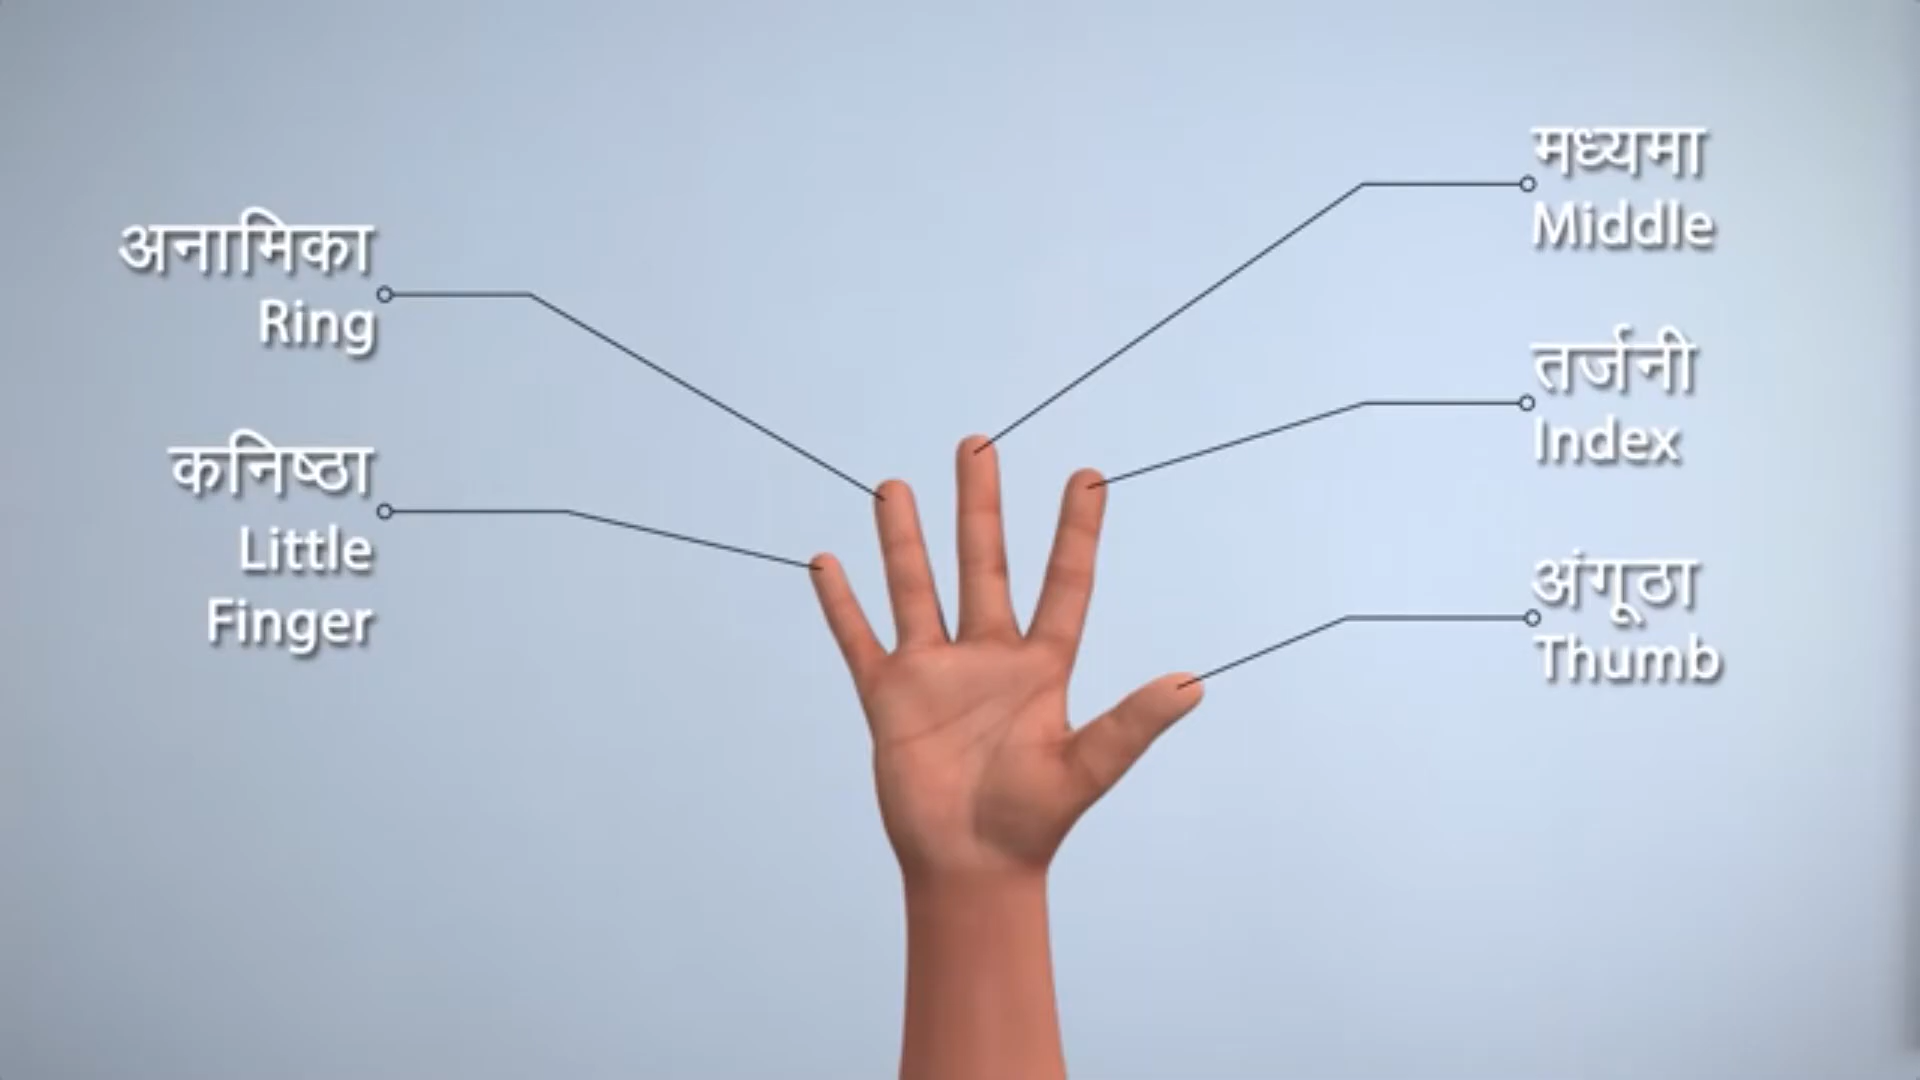 अनामिका
Ring
कनिष्ठा
Little
Finger
मध्यमा
Middle
तर्जनी
Index
अंगूठा
Thumb